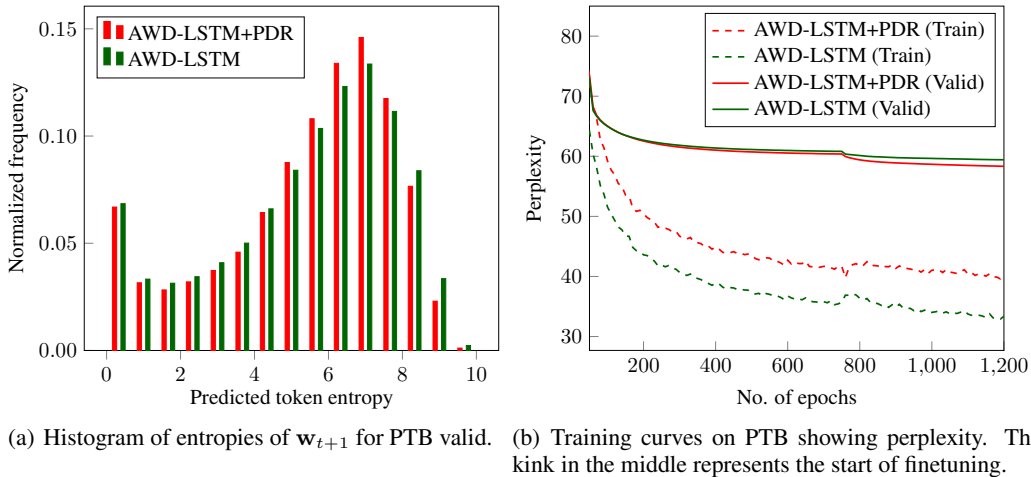 0.15
0.10
0.05
0.00
Normalized frequency
AWD-LSTM+PDR
AWD-LSTM
0 2 4 6 8 10
Predicted token entropy
(a) Histogram of entropies of w_{t+1} for PTB valid.
80
70
60
50
40
30
Perplexity
AWD-LSTM+PDR (Train)
AWD-LSTM (Train)
AWD-LSTM+PDR (Valid)
AWD-LSTM (Valid)
200 400 600 800 1,000 1,200
No. of epochs
(b) Training curves on PTB showing perplexity. Th
kink in the middle represents the start of finetuning.